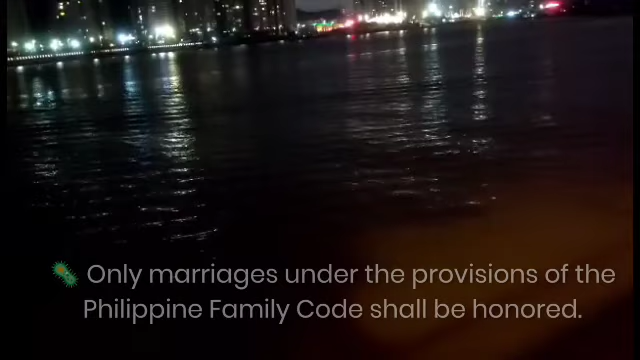 🦠 Only marriages under the provisions of the
Philippine Family Code shall be honored.